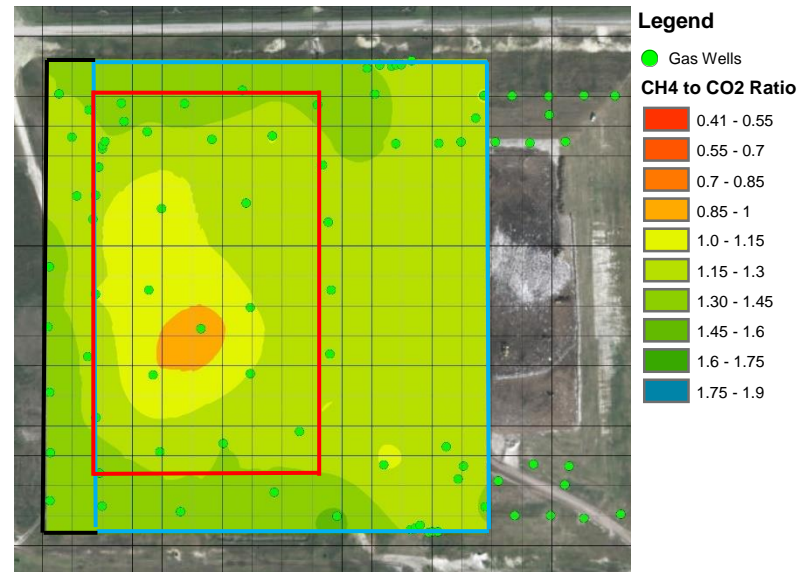 Legend
Gas Wells
CH4 to CO2 Ratio
0.41 - 0.55
0.55 - 0.7
0.7 - 0.85
0.85 - 1
1.0 - 1.15
1.15 - 1.3
1.30 - 1.45
1.45 - 1.6
1.6 - 1.75
1.75 - 1.9